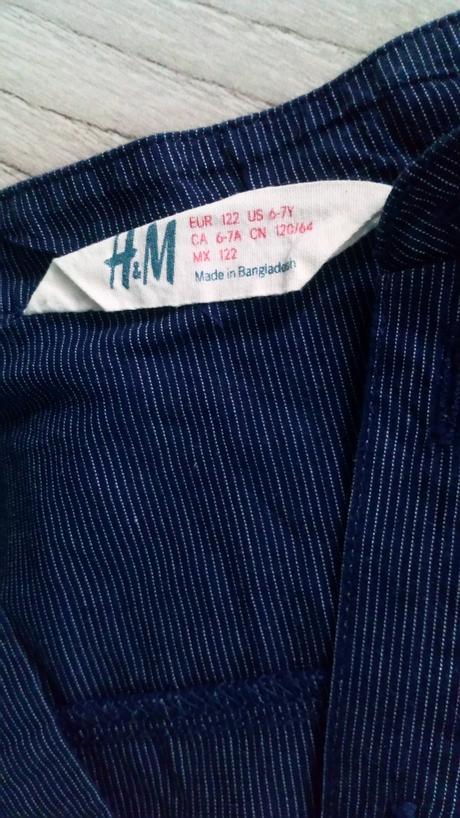 H&M
EUR 122 US 6-7Y
CA 6-7A CN 120/64
MX 122
Made in Bangladesh